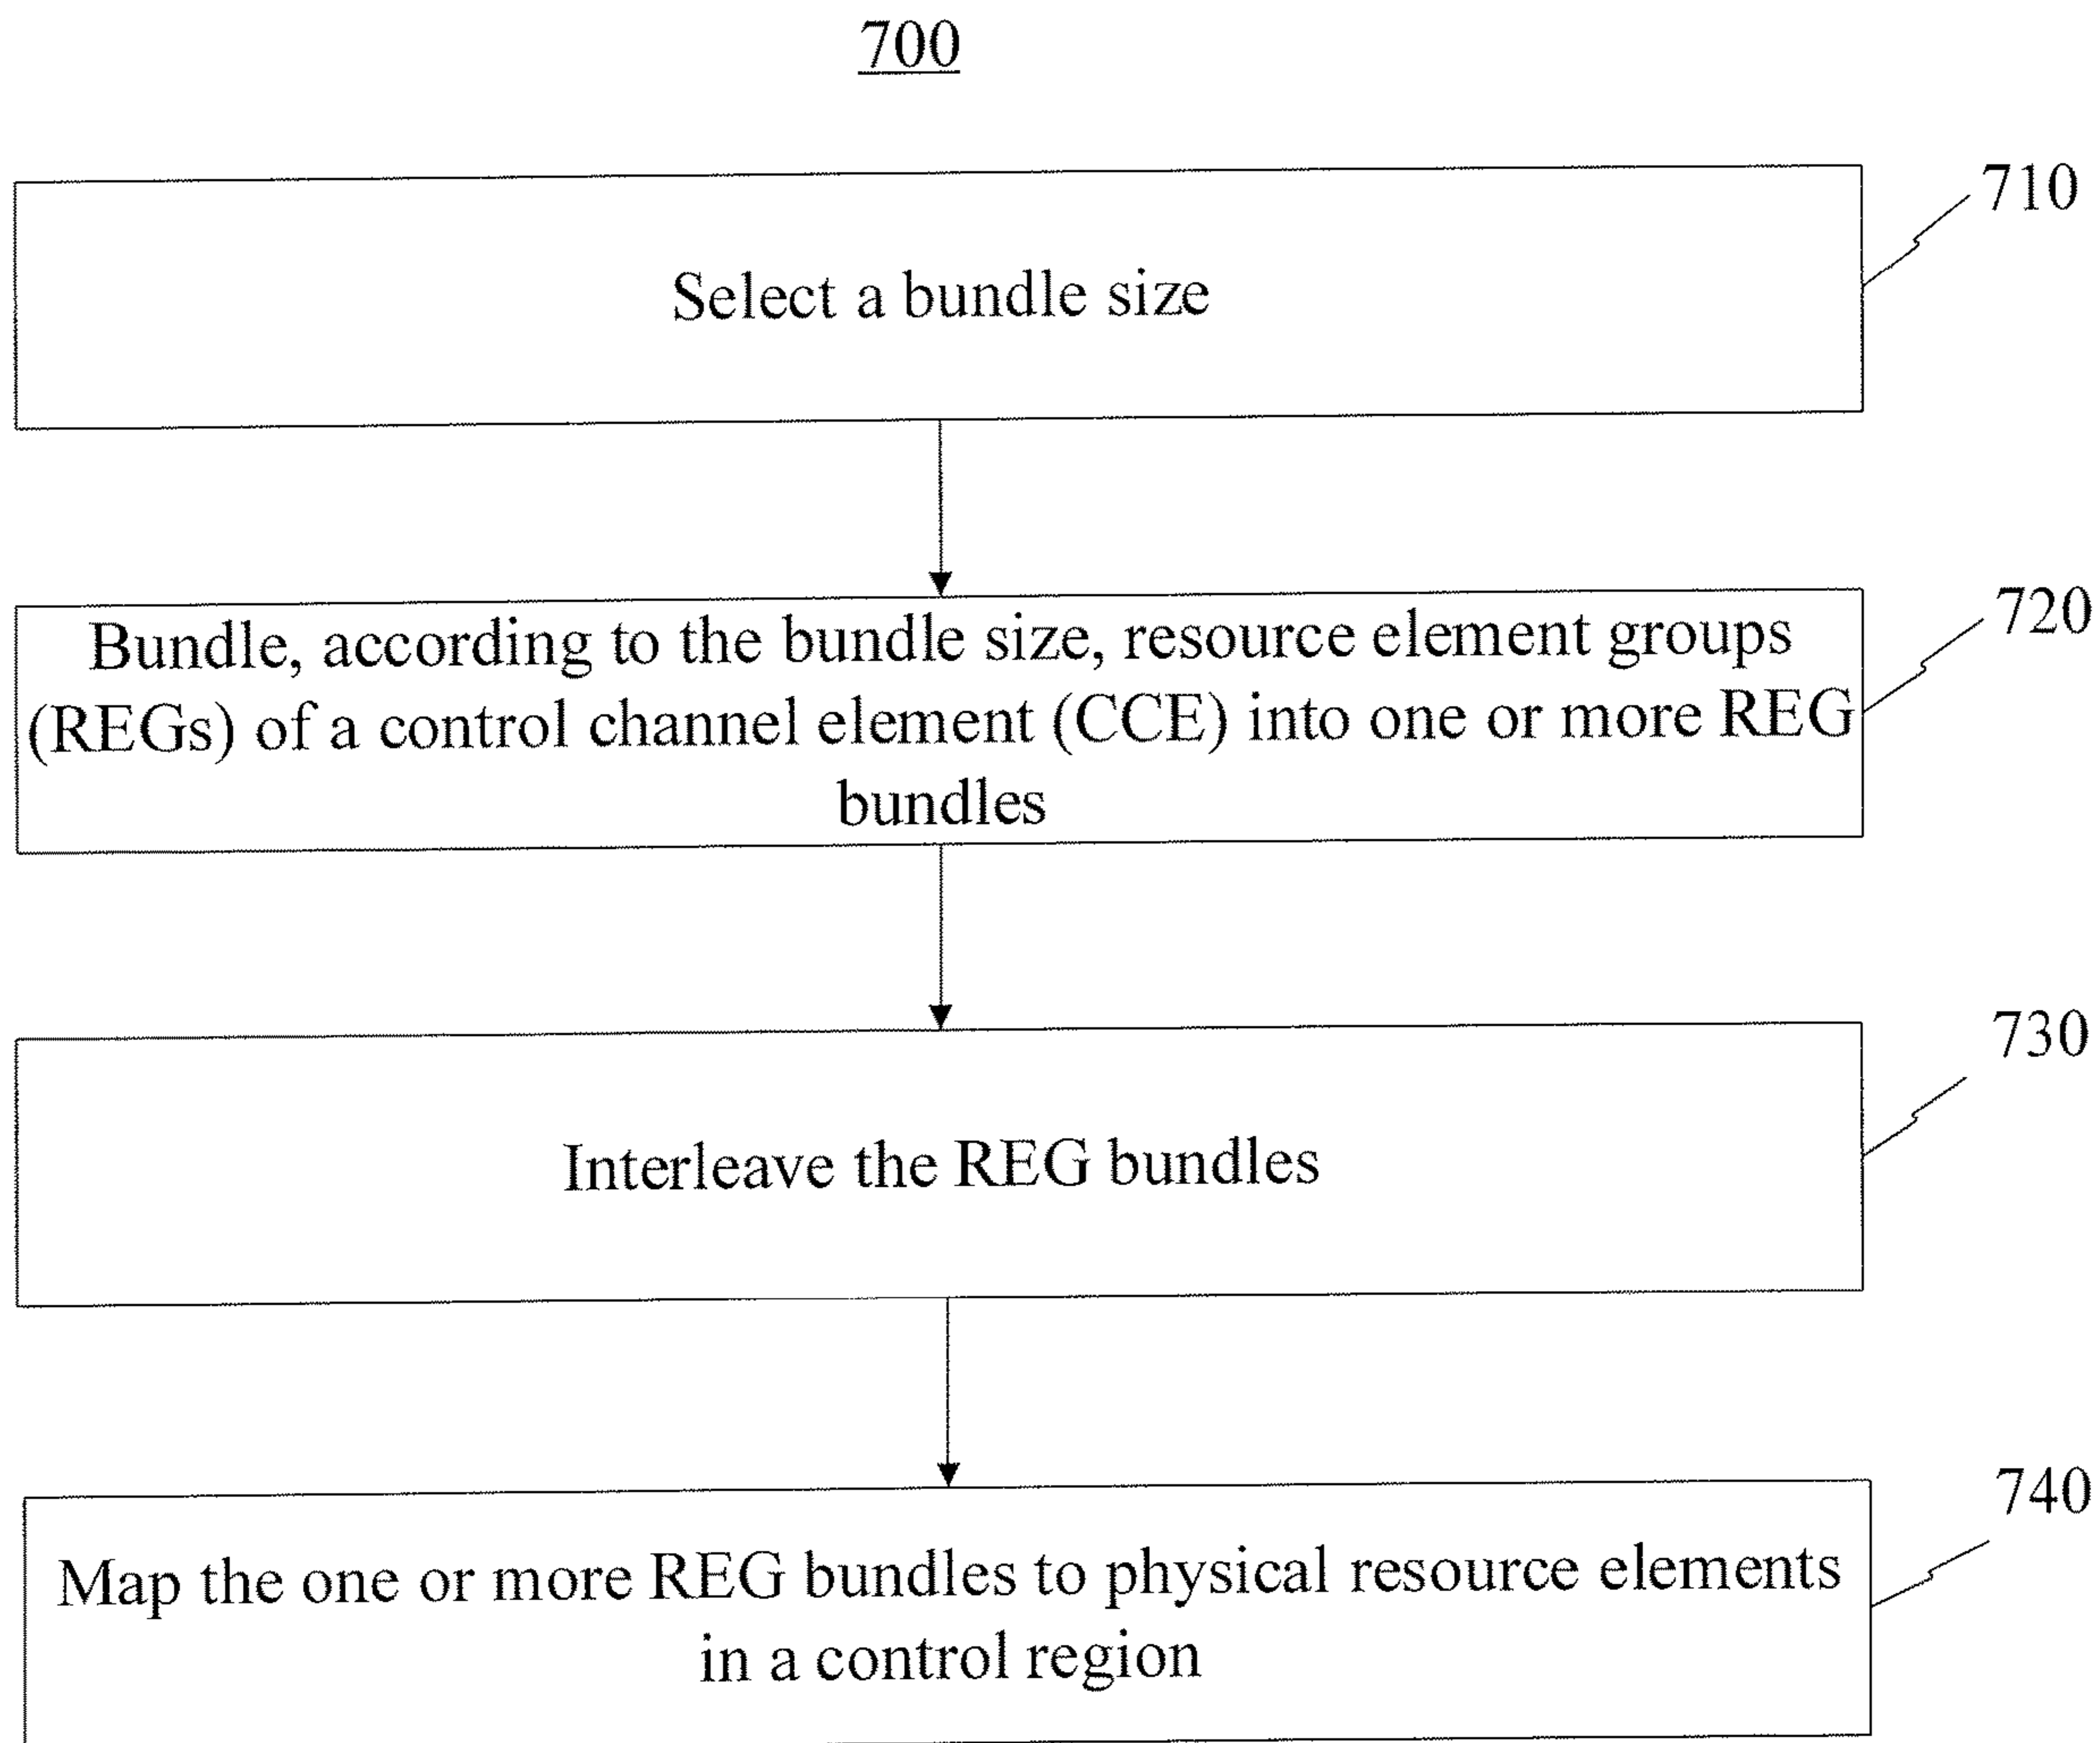 700
710
Select a bundle size
720
Bundle, according to the bundle size, resource element groups
(REGs) of a control channel element (CCE) into one or more REG
bundles
730
Interleave the REG bundles
740
Map the one or more REG bundles to physical resource elements
in a control region